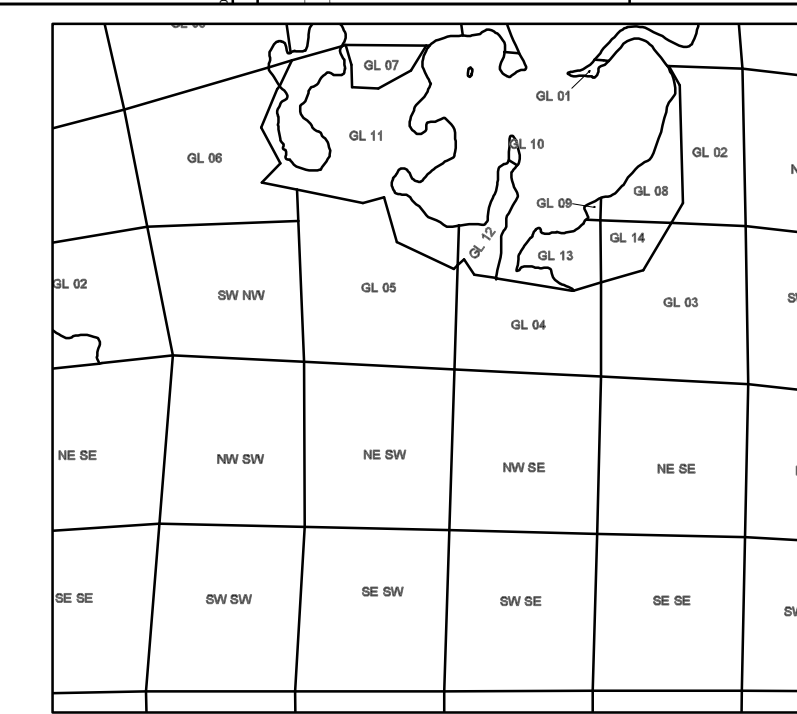 GL 07
GL 01
GL 11
GL 10
GL 02
GL 06
GL 08
GL 09
GL 14
GL 12
GL 13
GL 02
SW NW
GL 05
GL 03
GL 04
NE SE
NW SW
NE SW
NW SE
NE SE
SE SE
SW SW
SE SW
SW SE
SE SE